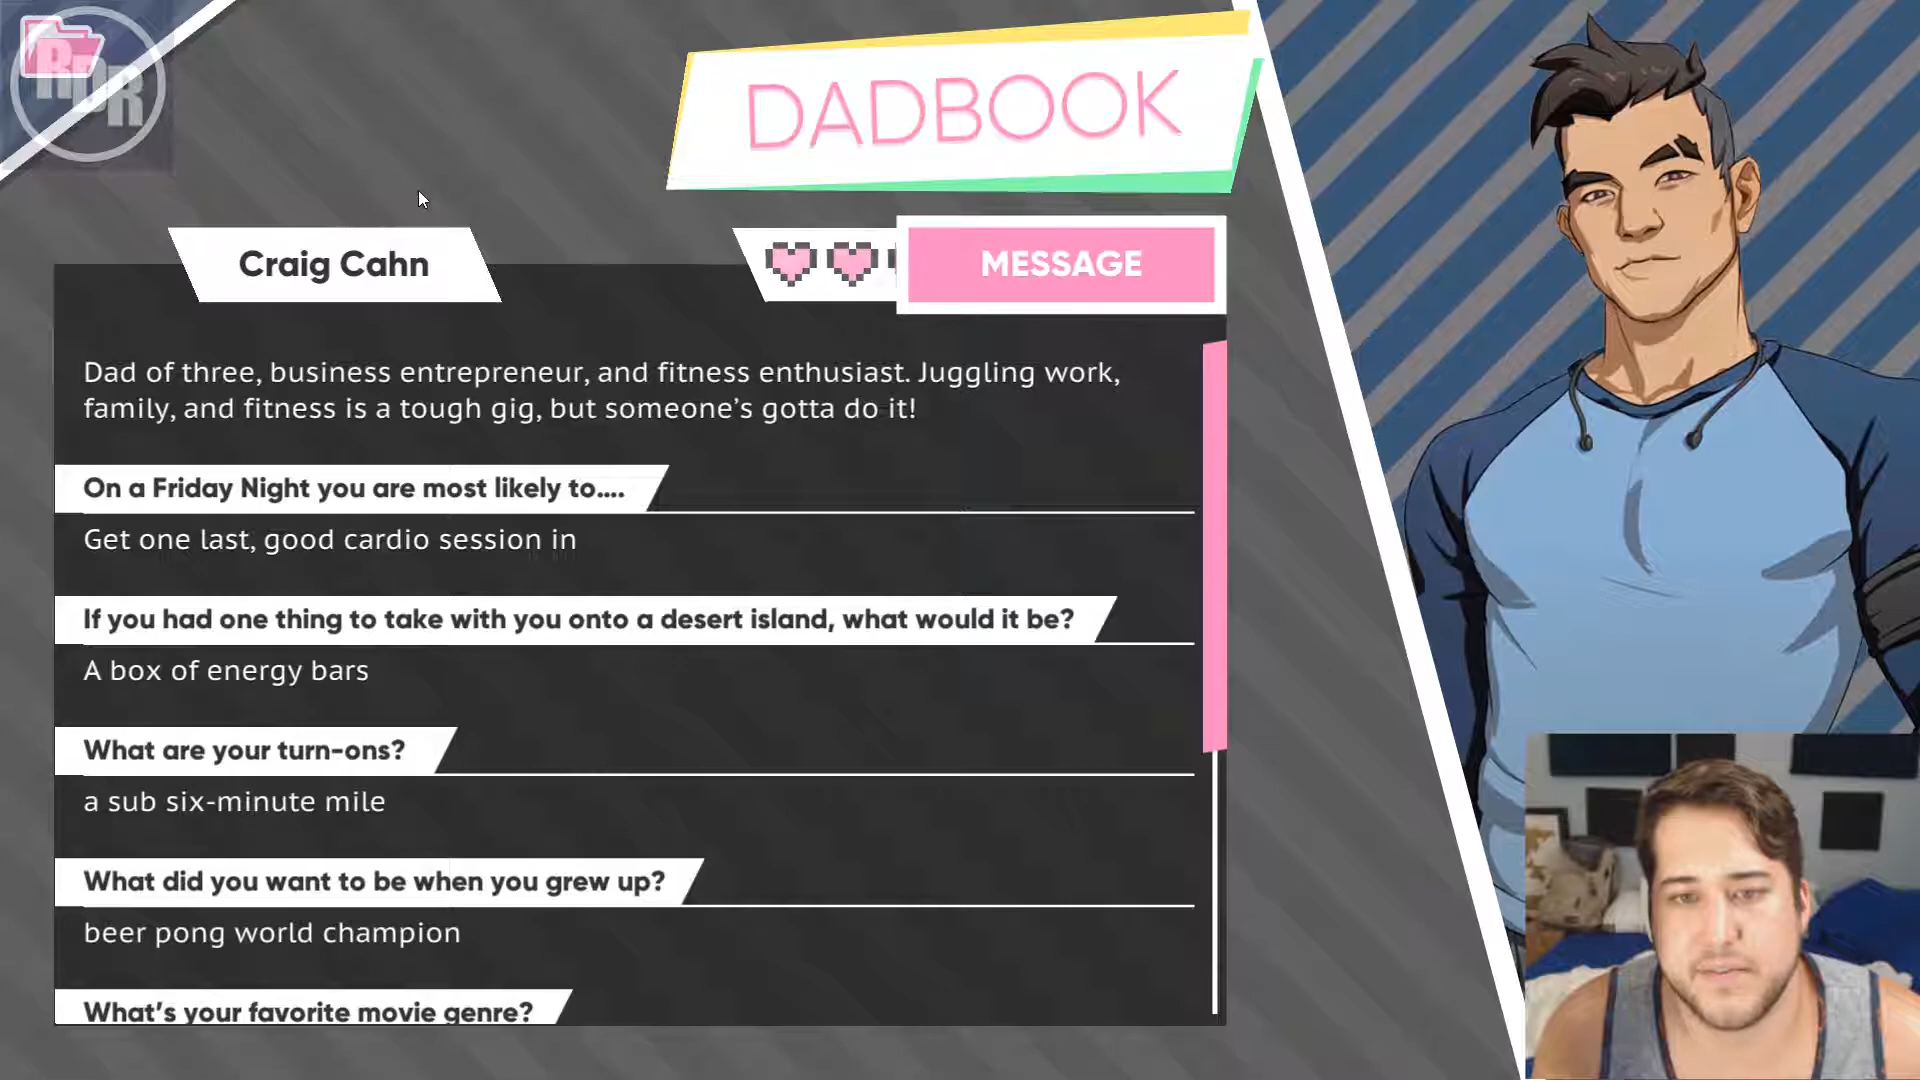 RDR
DADBOOK
Craig Cahn
MESSAGE
Dad of three, business entrepreneur, and fitness enthusiast. Juggling work,
family, and fitness is a tough gig, but someone's gotta do it!
On a Friday Night you are most likely to....
Get one last, good cardio session in
If you had one thing to take with you onto a desert island, what would it be?
A box of energy bars
What are your turn-ons?
a sub six-minute mile
What did you want to be when you grew up?
beer pong world champion
What's your favorite movie genre?